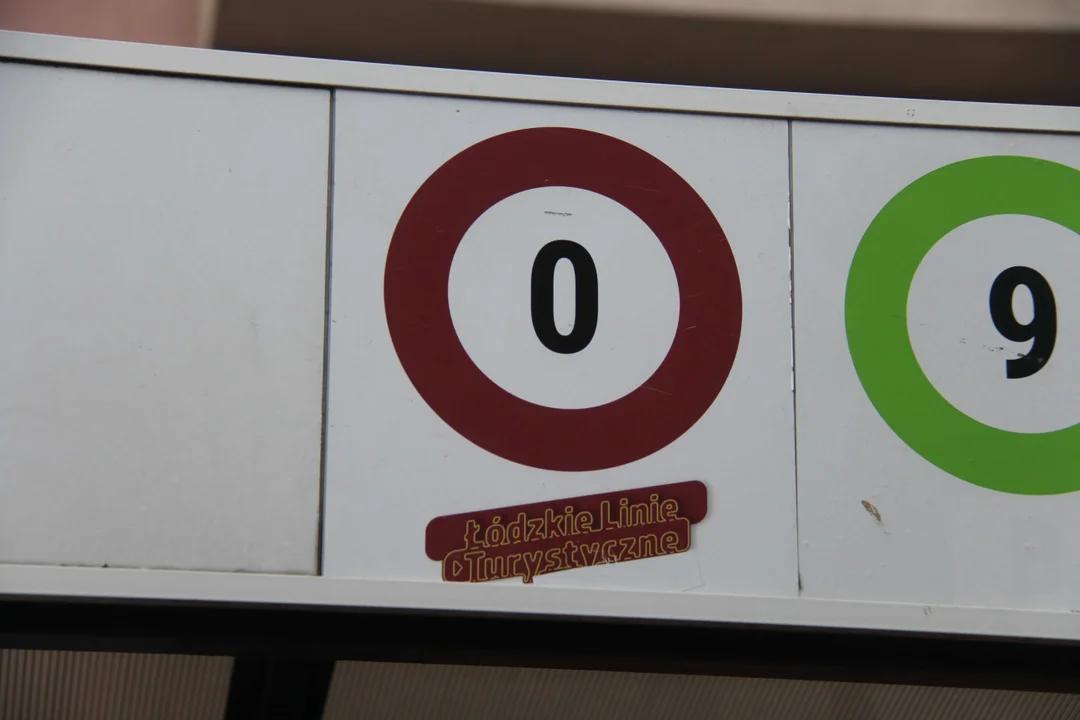 0
9
Łódzkie Linie
Turystyczne